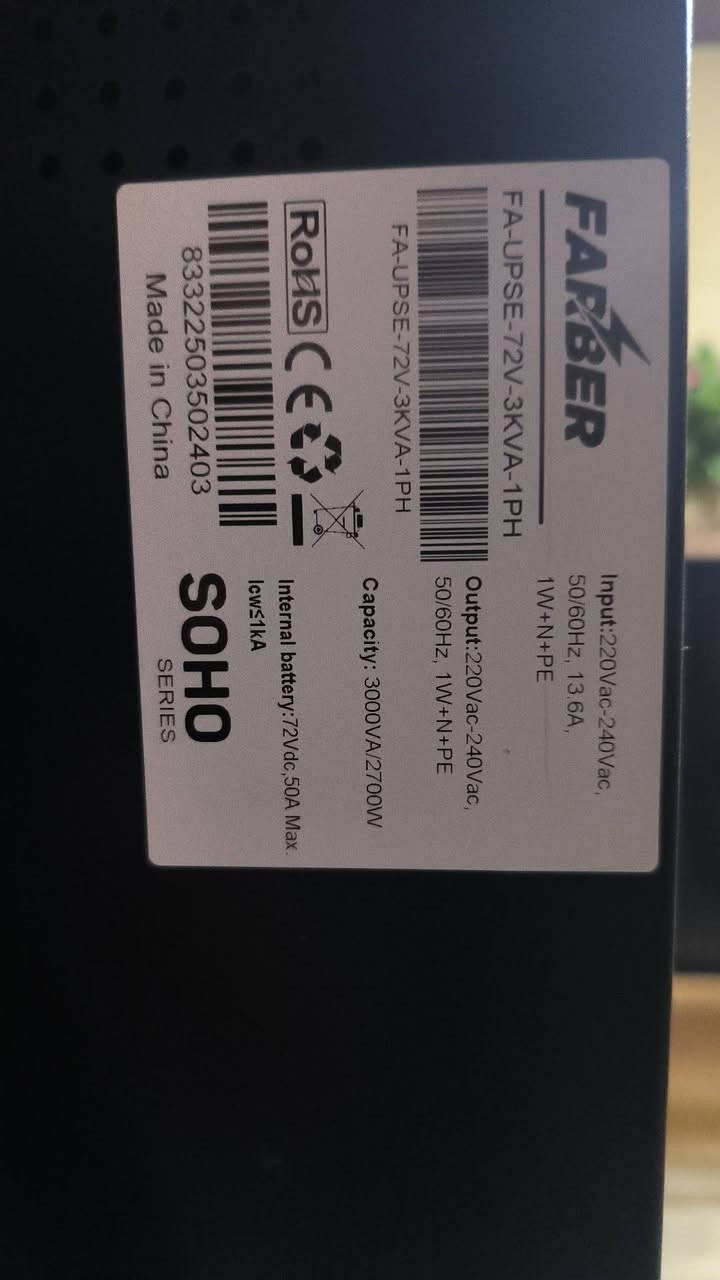 FARBER
FA-UPSE-72V-3KVA-1PH
FA-UPSE-72V-3KVA-1PH
RoHS CE
83322503502403
Made in China
Input:220Vac-240Vac,
50/60Hz, 13.6A,
1W+N+PE
Output:220Vac-240Vac,
50/60Hz, 1W+N+PE
Capacity: 3000VA/2700W
Internal battery:72Vdc,50A Max.
Icw≤1kA
SOHO
SERIES